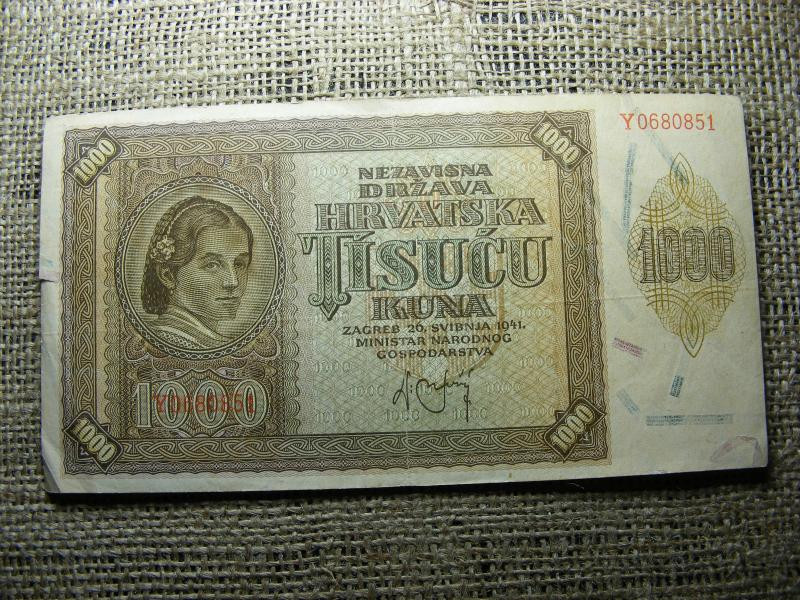 1000
1000
Y0680851
NEZAVISNA
DRŽAVA
HRVATSKA
TISUĆU
KUNA
ZAGREB 26. SVIBNJA 1941.
MINISTAR NARODNOG
GOSPODARSTVA
1000
1000
Y0680851
1000
1000